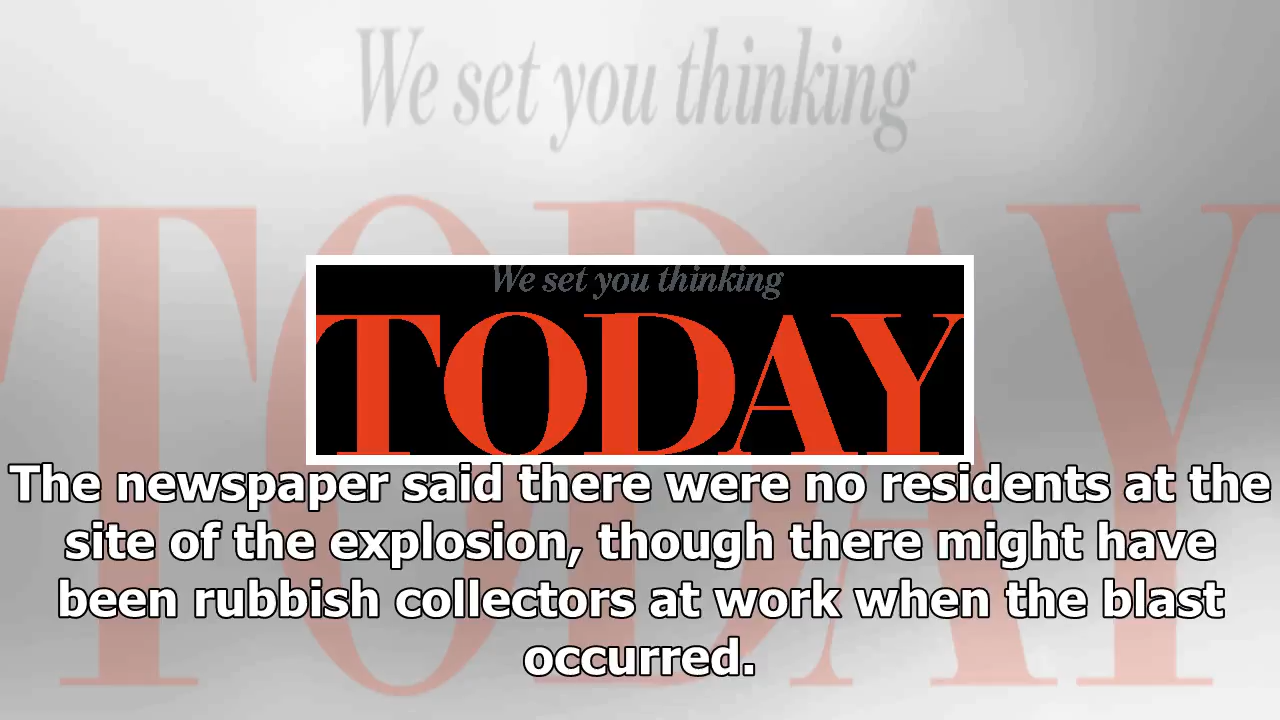 We set you thinking
TODAY
We set you thinking
TODAY
The newspaper said there were no residents at the
site of the explosion, though there might have
been rubbish collectors at work when the blast
occurred.